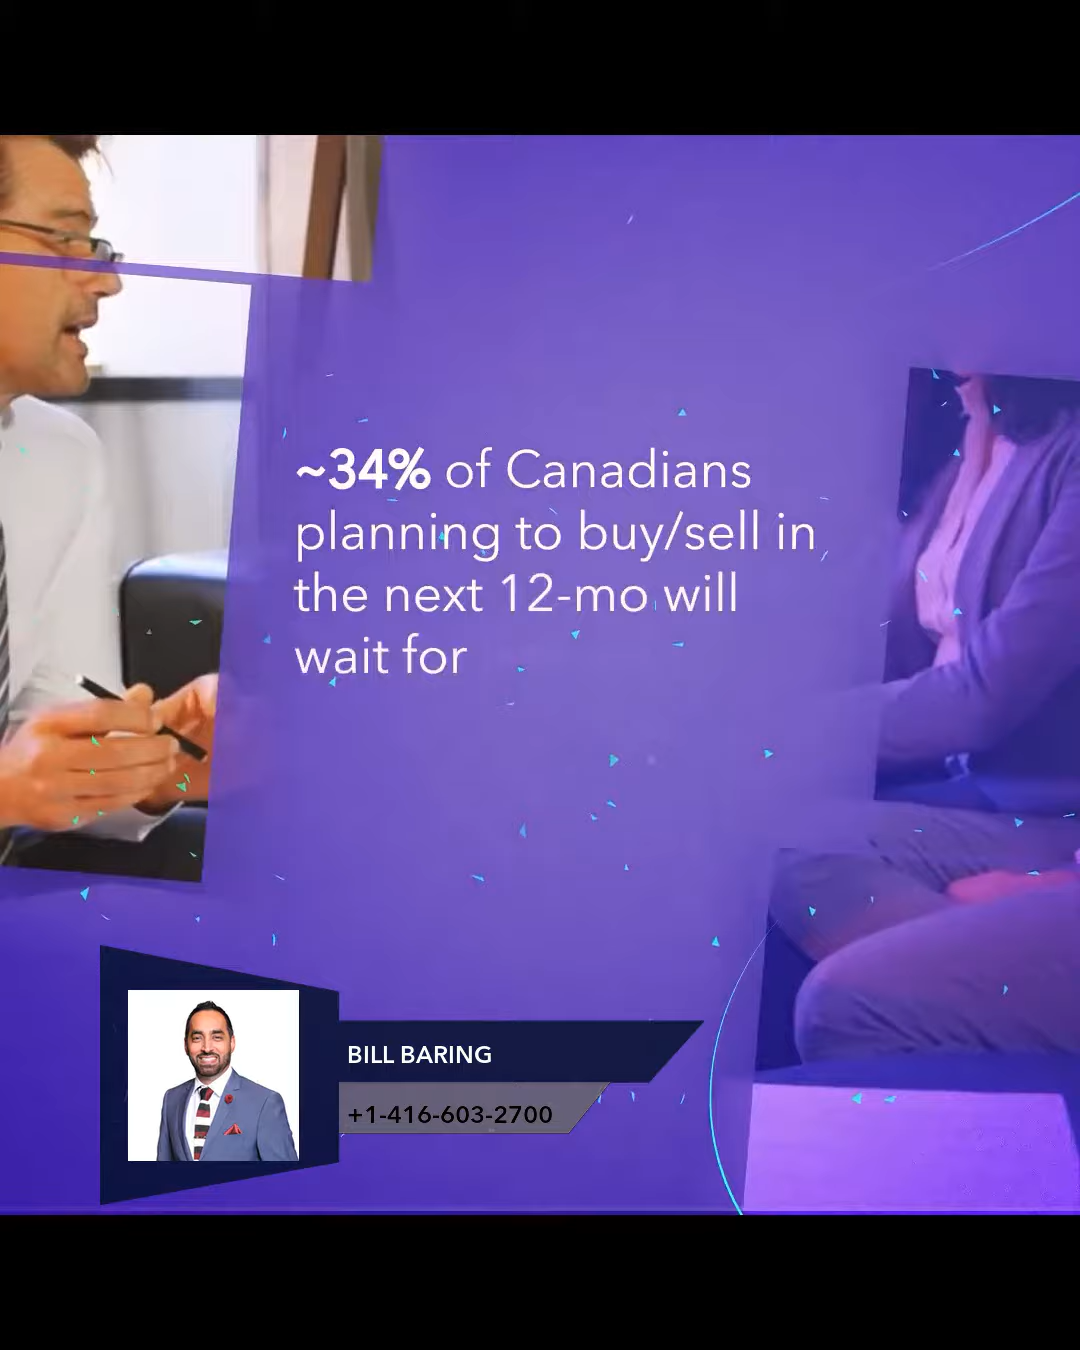 ~34% of Canadians
planning to buy/sell in
the next 12-mo will
wait for
BILL BARING
+1-416-603-2700